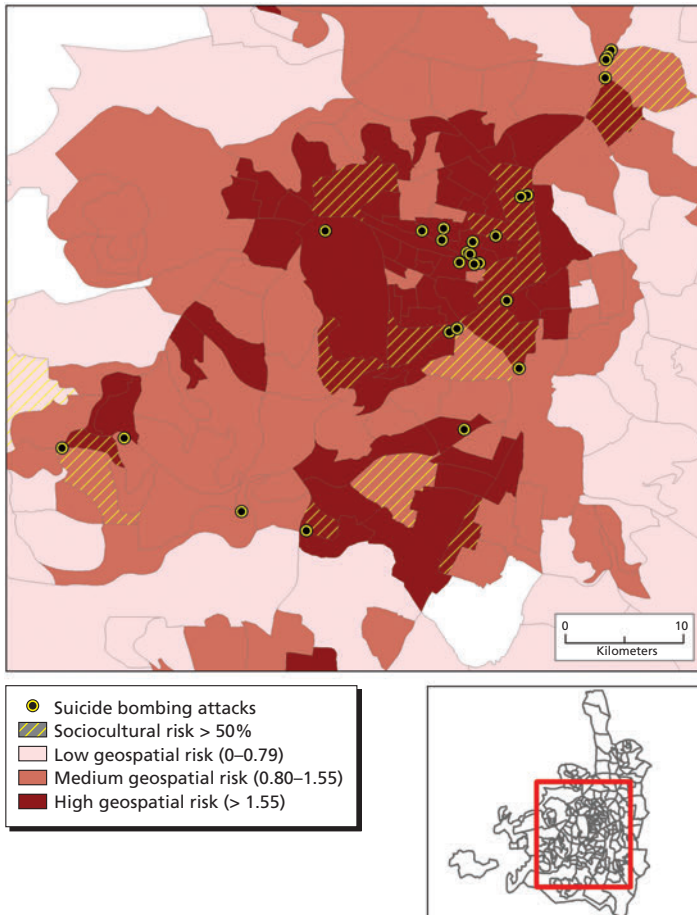 0 10
Kilometers
Suicide bombing attacks
Sociocultural risk > 50%
Low geospatial risk (0–0.79)
Medium geospatial risk (0.80–1.55)
High geospatial risk (> 1.55)